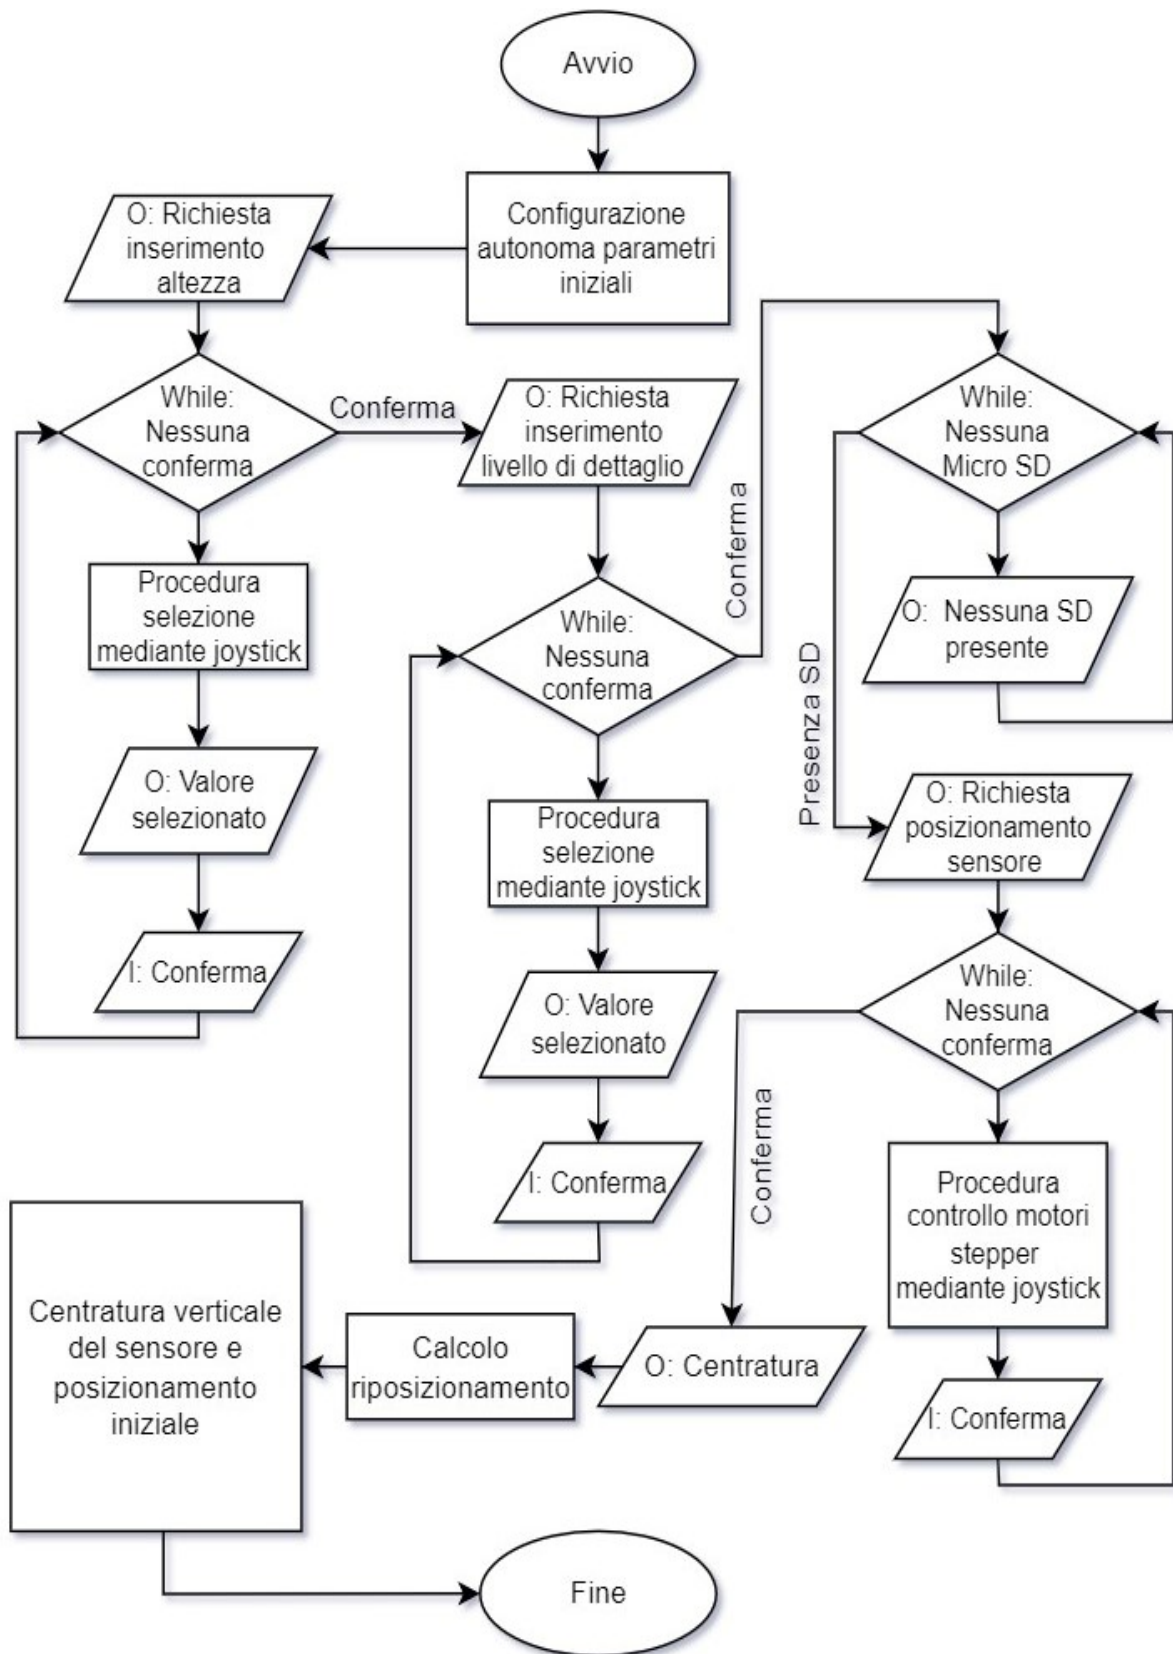 Avvio
Configurazione
autonoma parametri
iniziali
O: Richiesta
inserimento
altezza
While:
Nessuna
conferma
Conferma
Procedura
selezione
mediante joystick
O: Valore
selezionato
I: Conferma
O: Richiesta
inserimento
livello di dettaglio
While:
Nessuna
conferma
Conferma
Procedura
selezione
mediante joystick
O: Valore
selezionato
I: Conferma
While:
Nessuna
Micro SD
O: Nessuna SD
presente
Presenza SD
O: Richiesta
posizionamento
sensore
While:
Nessuna
conferma
Procedura
controllo motori
stepper
mediante joystick
I: Conferma
Conferma
O: Centratura
Calcolo
riposizionamento
Centratura verticale
del sensore e
posizionamento
iniziale
Fine